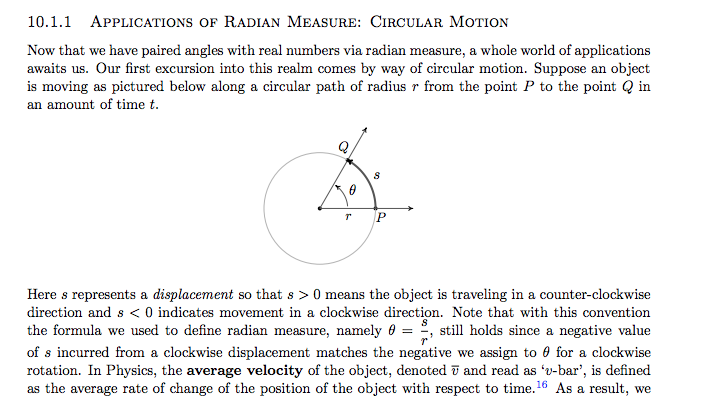 10.1.1 Applications of Radian Measure: Circular Motion
Now that we have paired angles with real numbers via radian measure, a whole world of applications
awaits us. Our first excursion into this realm comes by way of circular motion. Suppose an object
is moving as pictured below along a circular path of radius r from the point P to the point Q in
an amount of time t.
Q
s
θ
r P
Here s represents a displacement so that s > 0 means the object is traveling in a counter-clockwise
direction and s < 0 indicates movement in a clockwise direction. Note that with this convention
the formula we used to define radian measure, namely θ = s/r, still holds since a negative value
of s incurred from a clockwise displacement matches the negative we assign to θ for a clockwise
rotation. In Physics, the average velocity of the object, denoted v̅ and read as ‘v-bar’, is defined
as the average rate of change of the position of the object with respect to time.¹⁶ As a result, we